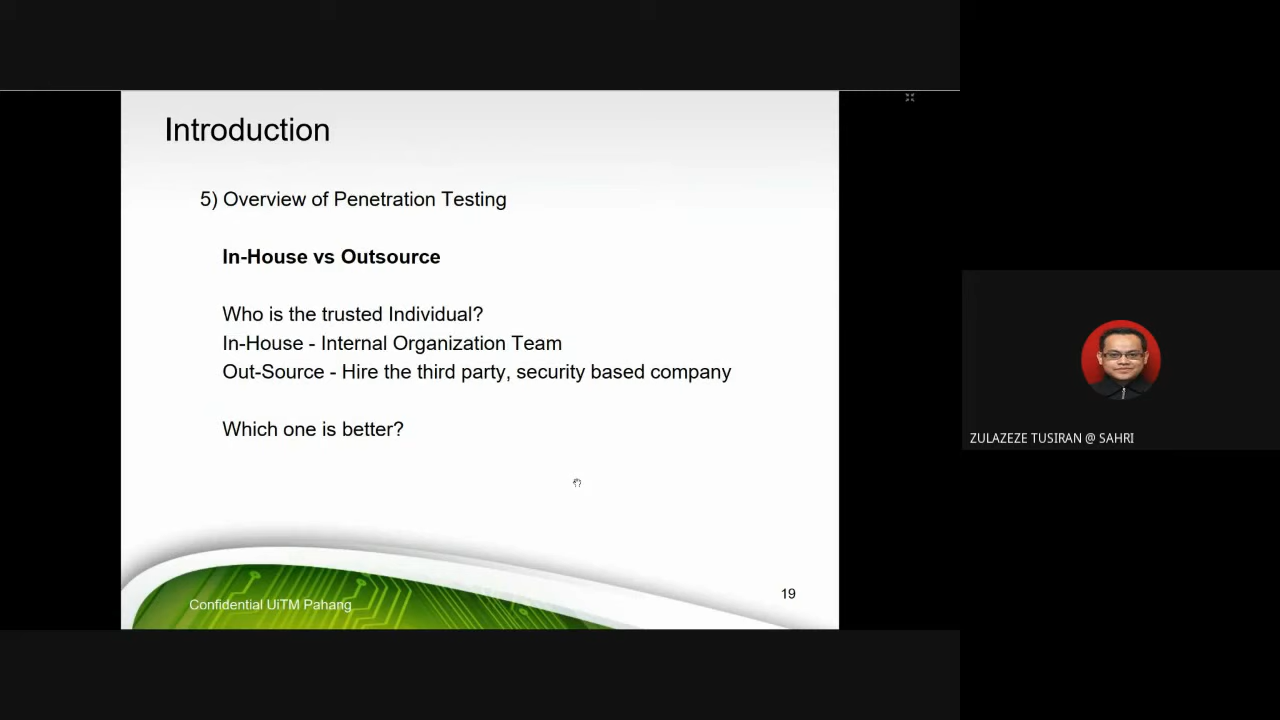 Introduction
5) Overview of Penetration Testing
In-House vs Outsource
Who is the trusted Individual?
In-House - Internal Organization Team
Out-Source - Hire the third party, security based company
Which one is better?
19
Confidential UiTM Pahang
ZULAZEZE TUSIRAN @ SAHRI